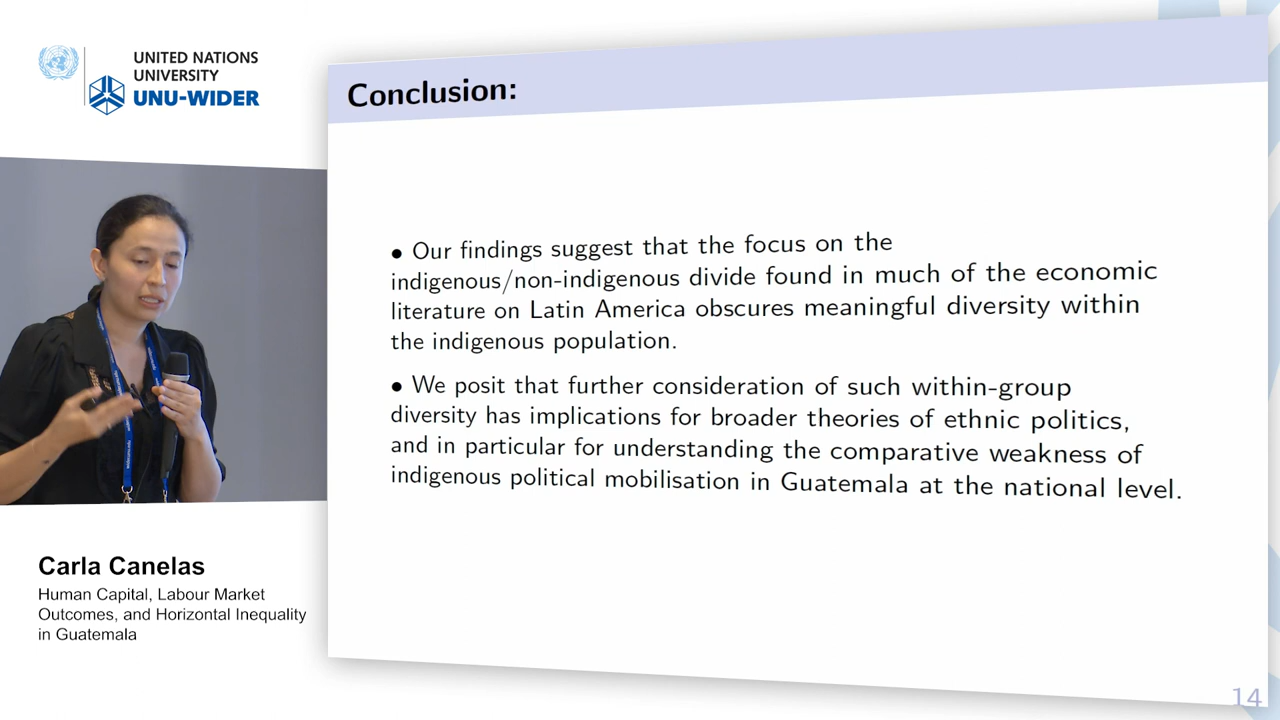 UNITED NATIONS
UNIVERSITY
UNU-WIDER
Conclusion:
• Our findings suggest that the focus on the
indigenous/non-indigenous divide found in much of the economic
literature on Latin America obscures meaningful diversity within
the indigenous population.
• We posit that further consideration of such within-group
diversity has implications for broader theories of ethnic politics,
and in particular for understanding the comparative weakness of
indigenous political mobilisation in Guatemala at the national level.
Carla Canelas
Human Capital, Labour Market
Outcomes, and Horizontal Inequality
in Guatemala
14